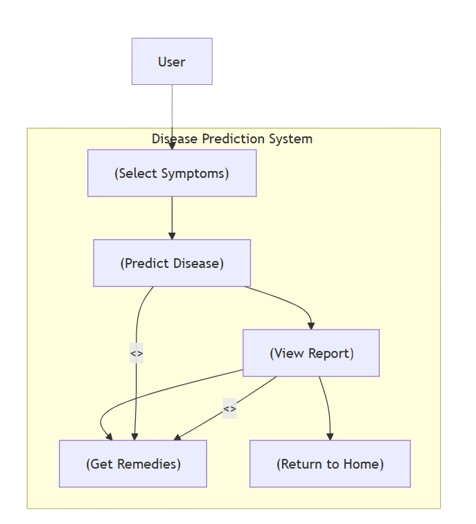 User
Disease Prediction System
(Select Symptoms)
(Predict Disease)
(View Report)
<>
<>
(Get Remedies)
(Return to Home)